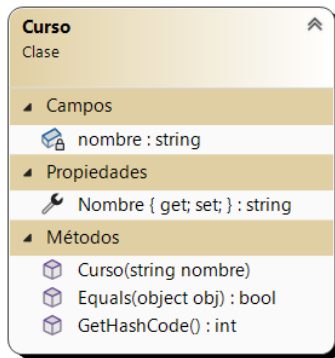 Curso
Clase
Campos
nombre : string
Propiedades
Nombre { get; set; } : string
Métodos
Curso(string nombre)
Equals(object obj) : bool
GetHashCode() : int